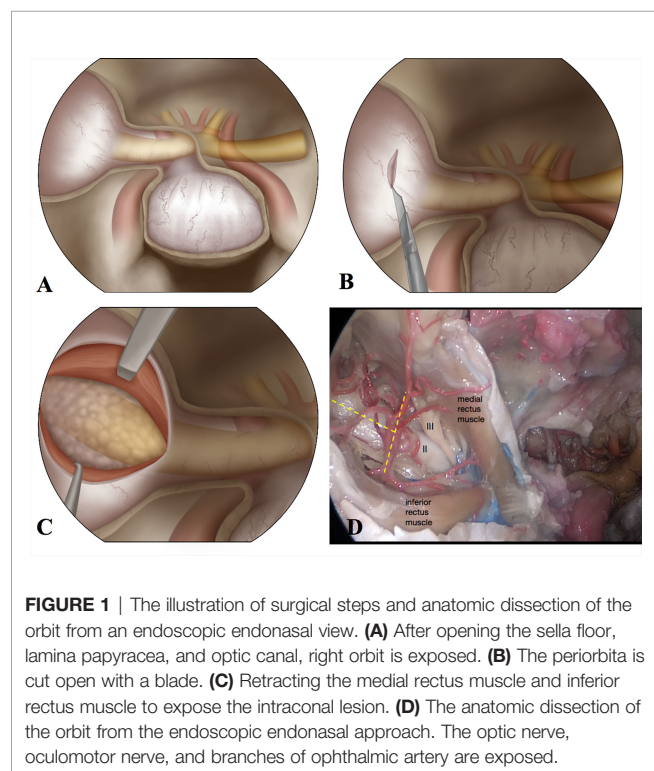 A
B
C
medial
rectus
muscle
III
II
inferior
rectus
muscle
D
FIGURE 1 | The illustration of surgical steps and anatomic dissection of the
orbit from an endoscopic endonasal view. (A) After opening the sella floor,
lamina papyracea, and optic canal, right orbit is exposed. (B) The periorbita is
cut open with a blade. (C) Retracting the medial rectus muscle and inferior
rectus muscle to expose the intraconal lesion. (D) The anatomic dissection of
the orbit from the endoscopic endonasal approach. The optic nerve,
oculomotor nerve, and branches of ophthalmic artery are exposed.